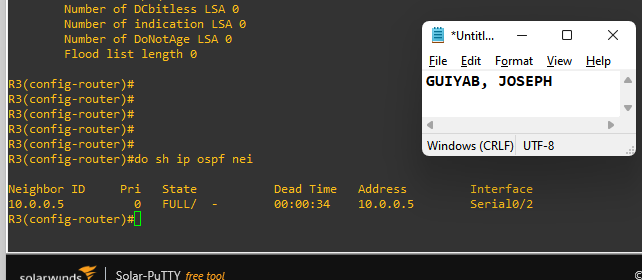 Number of DCbitless LSA 0
Number of indication LSA 0
Number of DoNotAge LSA 0
Flood list length 0
R3(config-router)#
R3(config-router)#
R3(config-router)#
R3(config-router)#
R3(config-router)#
R3(config-router)#do sh ip ospf nei
Neighbor ID Pri State Dead Time Address Interface
10.0.0.5 0 FULL/ - 00:00:34 10.0.0.5 Serial0/2
R3(config-router)#
*Untitl...
File Edit Format View Help
GUIYAB, JOSEPH
Windows (CRLF) UTF-8
solarwinds Solar-PuTTY free tool